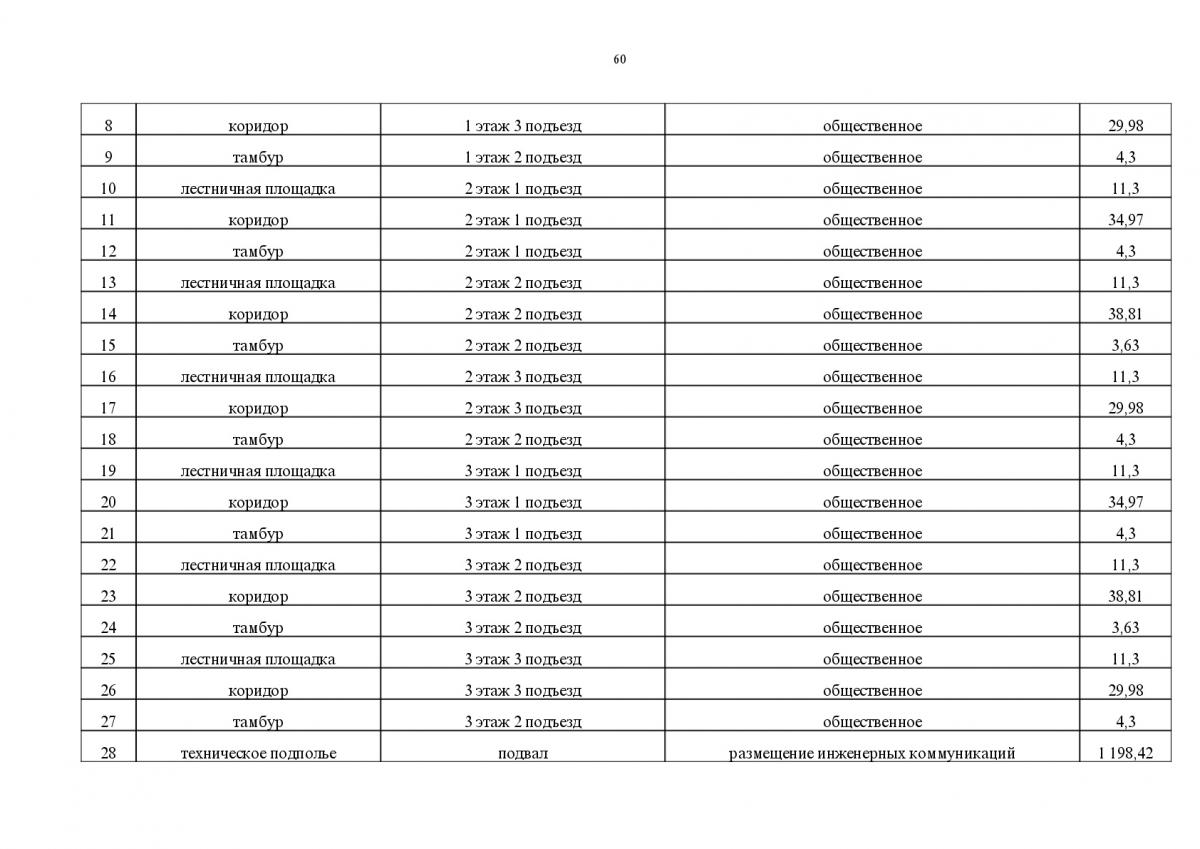 60
8 коридор 1 этаж 3 подъезд общественное 29,98
9 тамбур 1 этаж 2 подъезд общественное 4,3
10 лестничная площадка 2 этаж 1 подъезд общественное 11,3
11 коридор 2 этаж 1 подъезд общественное 34,97
12 тамбур 2 этаж 1 подъезд общественное 4,3
13 лестничная площадка 2 этаж 2 подъезд общественное 11,3
14 коридор 2 этаж 2 подъезд общественное 38,81
15 тамбур 2 этаж 2 подъезд общественное 3,63
16 лестничная площадка 2 этаж 3 подъезд общественное 11,3
17 коридор 2 этаж 3 подъезд общественное 29,98
18 тамбур 2 этаж 2 подъезд общественное 4,3
19 лестничная площадка 3 этаж 1 подъезд общественное 11,3
20 коридор 3 этаж 1 подъезд общественное 34,97
21 тамбур 3 этаж 1 подъезд общественное 4,3
22 лестничная площадка 3 этаж 2 подъезд общественное 11,3
23 коридор 3 этаж 2 подъезд общественное 38,81
24 тамбур 3 этаж 2 подъезд общественное 3,63
25 лестничная площадка 3 этаж 3 подъезд общественное 11,3
26 коридор 3 этаж 3 подъезд общественное 29,98
27 тамбур 3 этаж 2 подъезд общественное 4,3
28 техническое подполье подвал размещение инженерных коммуникаций 1 198,42